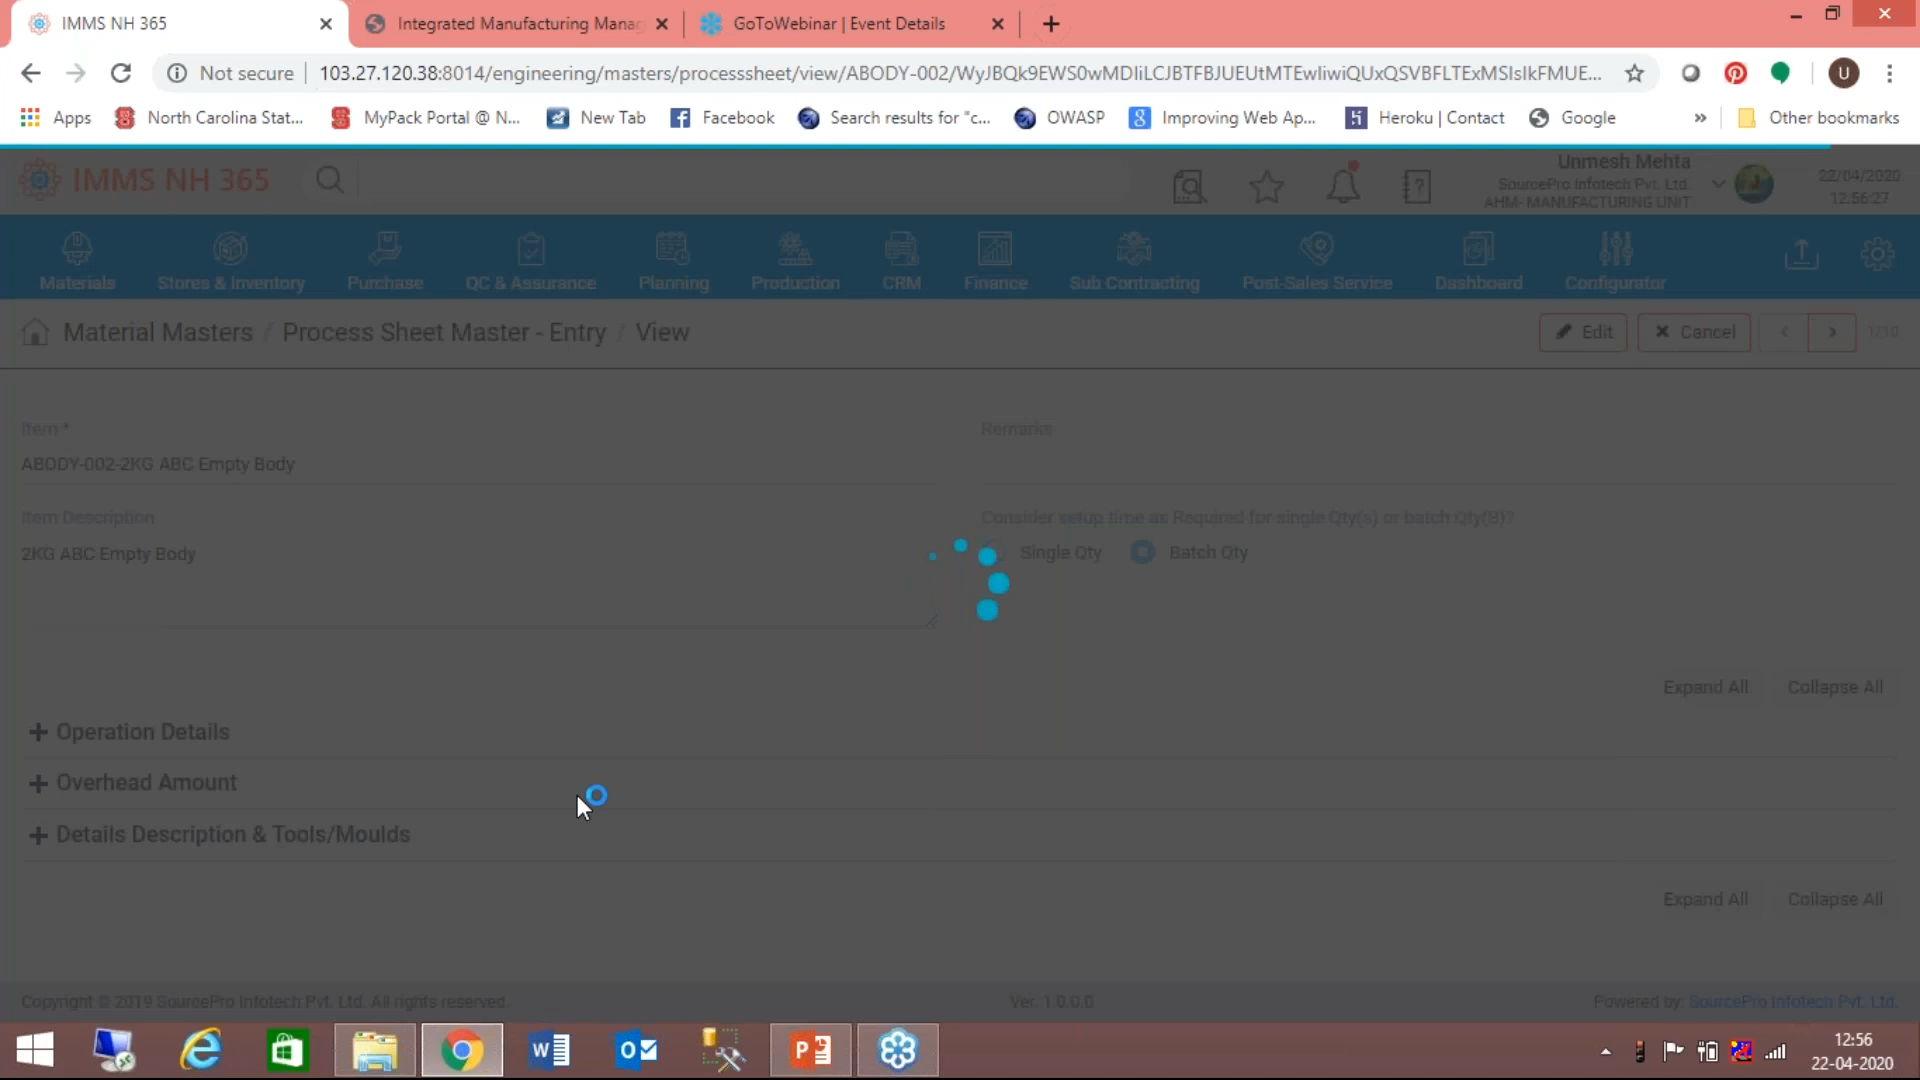 IMMS NH 365
Integrated Manufacturing Mana
GoToWebinar | Event Details
Not secure
103.27.120.38:8014/engineering/masters/processsheet/view/ABODY-002/WyJBQk9EWS0wMDIiLCJBTFBJUEUtMTEwIiwiQUxQSVBFLTExMSIsIkFMUE...
U
Apps
North Carolina Stat...
MyPack Portal @ N...
New Tab
Facebook
Search results for "c...
OWASP
Improving Web Ap...
Heroku | Contact
Google
»
Other bookmarks
IMMS NH 365
Unmesh Mehta
SourcePro Infotech Pvt. Ltd.
AHM- MANUFACTURING UNIT
22/04/2020
12:56:27
Materials
Stores & Inventory
Purchase
QC & Assurance
Planning
Production
CRM
Finance
Sub Contracting
Post-Sales Service
Dashboard
Configurator
Material Masters / Process Sheet Master - Entry / View
Edit
Cancel
1/10
Item *
Remarks
ABODY-002-2KG ABC Empty Body
Item Description
Consider setup time as Required for single Qty(s) or batch Qty(B)?
2KG ABC Empty Body
Single Qty
Batch Qty
Expand All
Collapse All
Operation Details
Overhead Amount
Details Description & Tools/Moulds
Expand All
Collapse All
Copyright © 2019 SourcePro Infotech Pvt. Ltd. All rights reserved.
Ver. 1.0.0.0
Powered by: SourcePro Infotech Pvt. Ltd.
12:56
22-04-2020